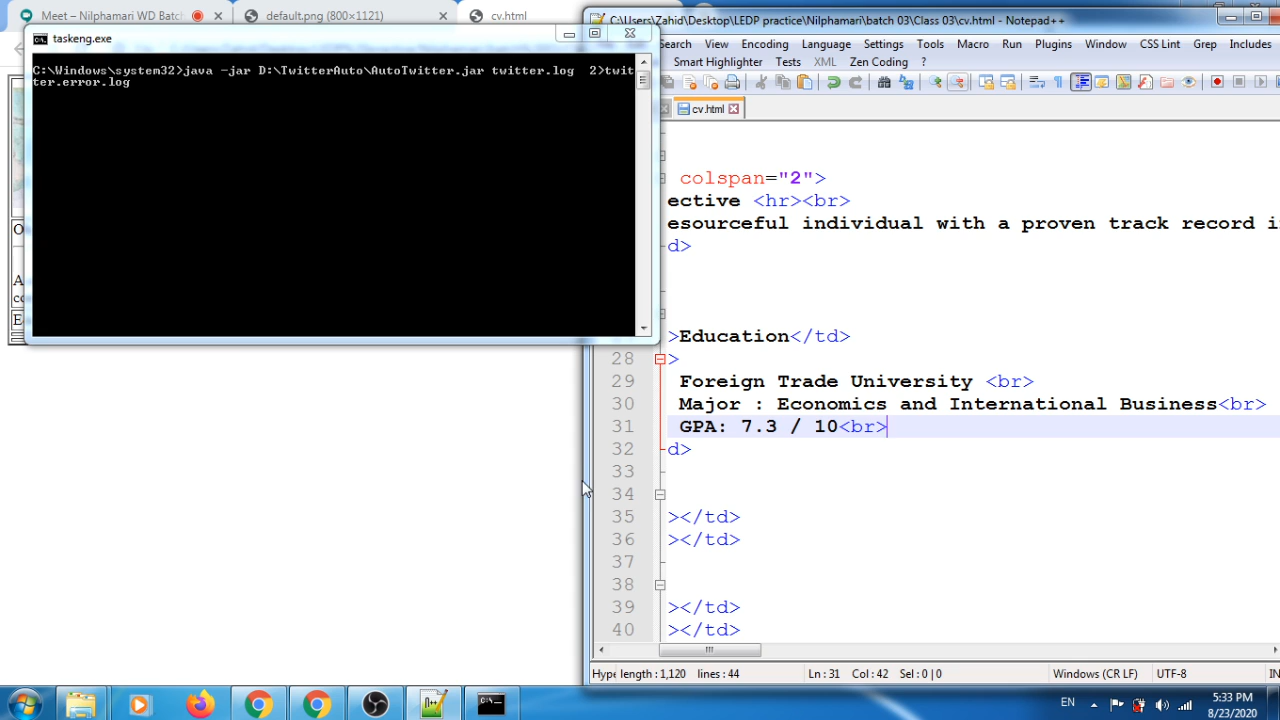 Meet – Nilphamari WD Batch
default.png (800×1121)
cv.html
C:\Users\Zahid\Desktop\LEDP practice\Nilphamari\batch 03\Class 03\cv.html - Notepad++
taskeng.exe
C:\Windows\system32>java -jar D:\TwitterAuto\AutoTwitter.jar twitter.log 2>twit
ter.error.log
Search View Encoding Language Settings Tools Macro Run Plugins Window CSS Lint Grep Includes
Smart Highlighter Tests XML Zen Coding ?
cv.html
colspan="2">
ective <hr><br>
esourceful individual with a proven track record i
d>
>Education</td>
28 >
29 Foreign Trade University <br>
30 Major : Economics and International Business<br>
31 GPA: 7.3 / 10<br>
32 d>
33
34
35 ></td>
36 ></td>
37
38
39 ></td>
40 ></td>
O
A
co
E
Hype length : 1,120 lines : 44 Ln : 31 Col : 42 Sel : 0 | 0 Windows (CR LF) UTF-8 IN
EN
5:33 PM
8/23/2020